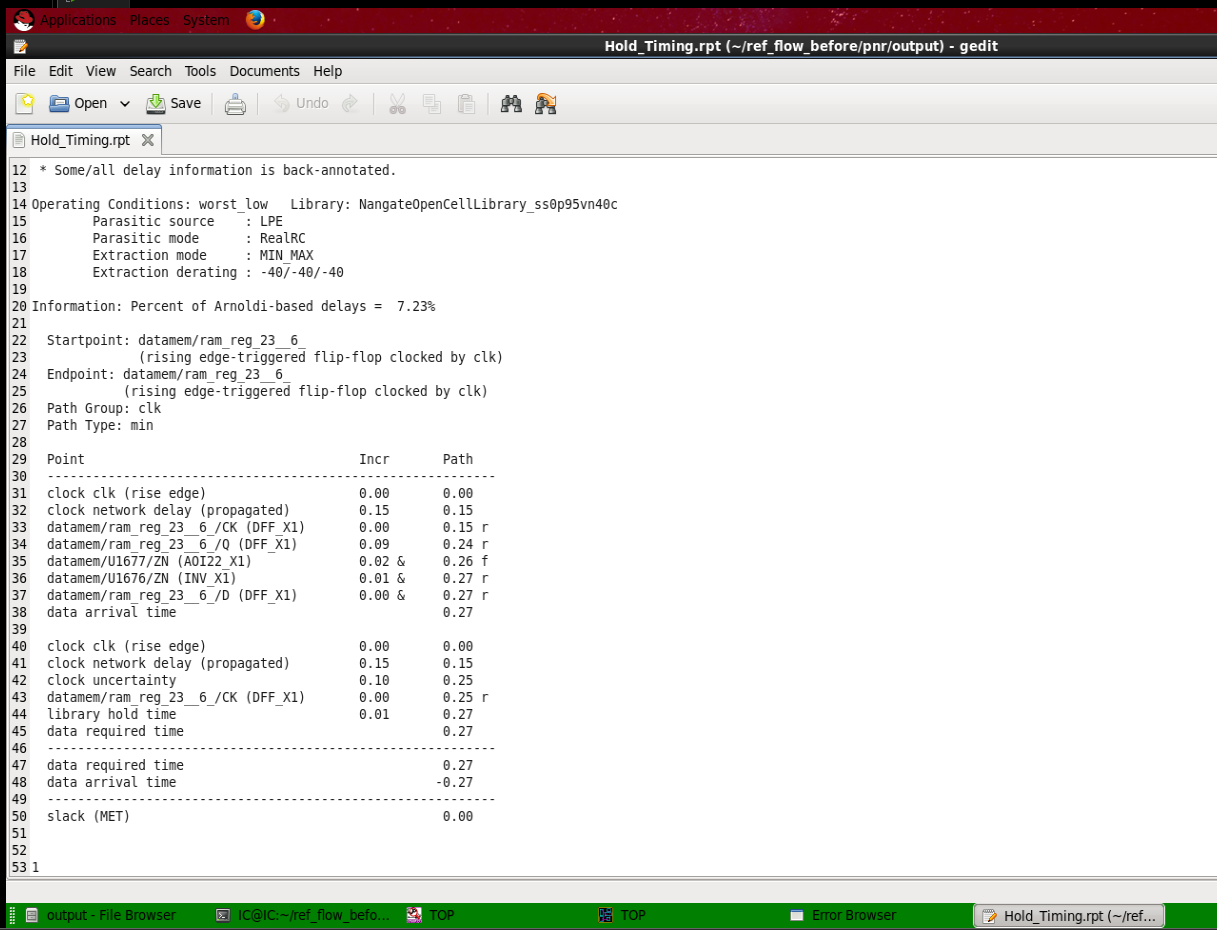 Applications Places System
Hold_Timing.rpt (~/ref_flow_before/pnr/output) - gedit
File Edit View Search Tools Documents Help
Open Save Undo
Hold_Timing.rpt
12 * Some/all delay information is back-annotated.
13
14 Operating Conditions: worst_low   Library: NangateOpenCellLibrary_ss0p95vn40c
15         Parasitic source    : LPE
16         Parasitic mode      : RealRC
17         Extraction mode     : MIN_MAX
18         Extraction derating : -40/-40/-40
19
20 Information: Percent of Arnoldi-based delays =  7.23%
21
22   Startpoint: datamem/ram_reg_23__6_
23               (rising edge-triggered flip-flop clocked by clk)
24   Endpoint: datamem/ram_reg_23__6_
25             (rising edge-triggered flip-flop clocked by clk)
26   Path Group: clk
27   Path Type: min
28
29   Point                                    Incr       Path
30   -----------------------------------------------------------
31   clock clk (rise edge)                    0.00       0.00
32   clock network delay (propagated)         0.15       0.15
33   datamem/ram_reg_23__6_/CK (DFF_X1)       0.00       0.15 r
34   datamem/ram_reg_23__6_/Q (DFF_X1)        0.09       0.24 r
35   datamem/U1677/ZN (AOI22_X1)              0.02 &     0.26 f
36   datamem/U1676/ZN (INV_X1)                0.01 &     0.27 r
37   datamem/ram_reg_23__6_/D (DFF_X1)        0.00 &     0.27 r
38   data arrival time                                   0.27
39
40   clock clk (rise edge)                    0.00       0.00
41   clock network delay (propagated)         0.15       0.15
42   clock uncertainty                        0.10       0.25
43   datamem/ram_reg_23__6_/CK (DFF_X1)       0.00       0.25 r
44   library hold time                        0.01       0.27
45   data required time                                  0.27
46   -----------------------------------------------------------
47   data required time                                  0.27
48   data arrival time                                  -0.27
49   -----------------------------------------------------------
50   slack (MET)                                         0.00
51
52
53 1
output - File Browser IC@IC:~/ref_flow_befo... TOP TOP Error Browser Hold_Timing.rpt (~/ref...